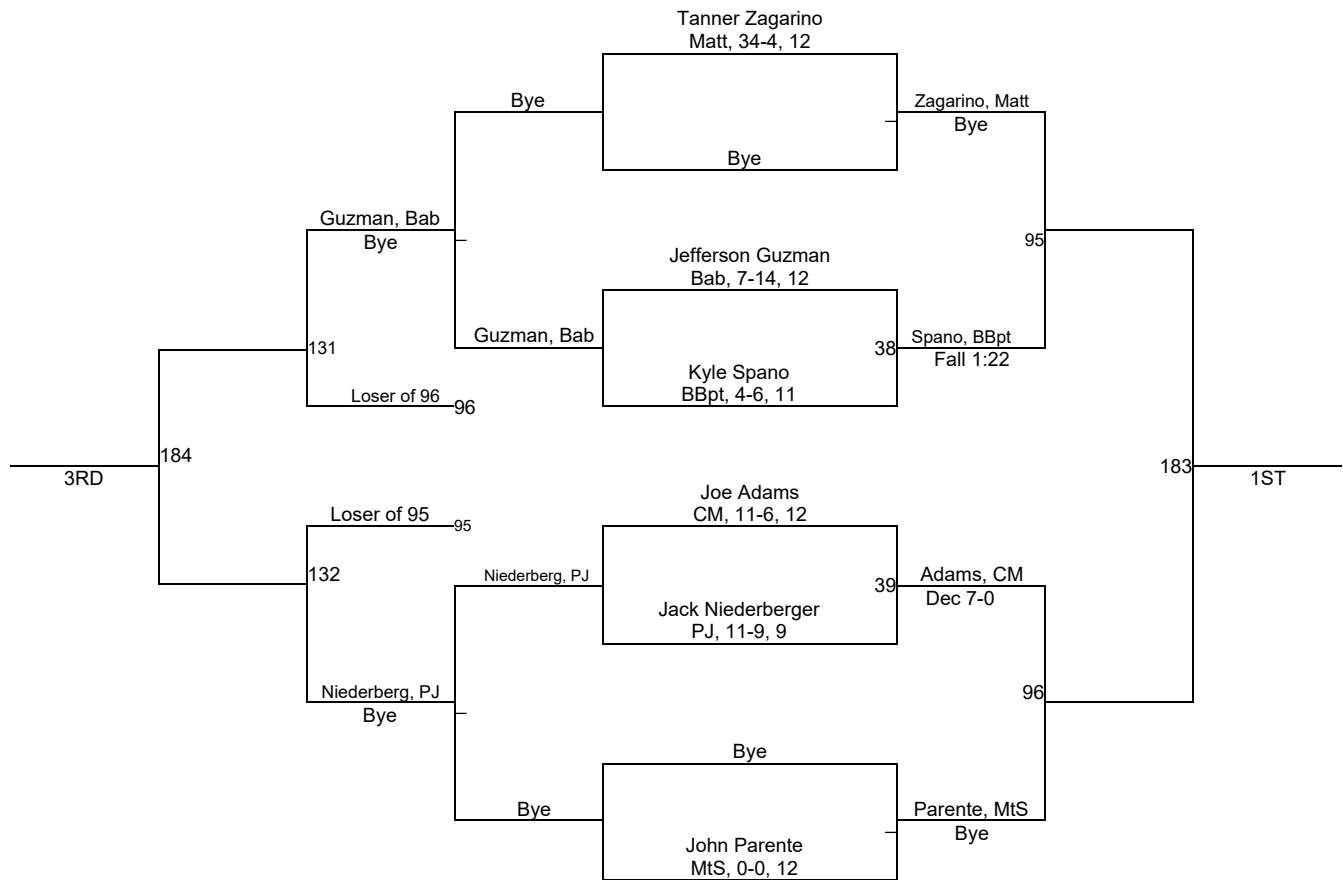 Tanner Zagarino
Matt, 34-4, 12
Bye
Zagarino, Matt
Bye
Bye
Guzman, Bab
Bye
95
Jefferson Guzman
Bab, 7-14, 12
Guzman, Bab
38
Spano, BBpt
Fall 1:22
Kyle Spano
BBpt, 4-6, 11
131
Loser of 96
96
184
3RD
183
1ST
Joe Adams
CM, 11-6, 12
Loser of 95
95
132
Niederberg, PJ
39
Adams, CM
Dec 7-0
Jack Niederberger
PJ, 11-9, 9
Niederberg, PJ
Bye
96
Bye
Bye
Parente, MtS
Bye
John Parente
MtS, 0-0, 12